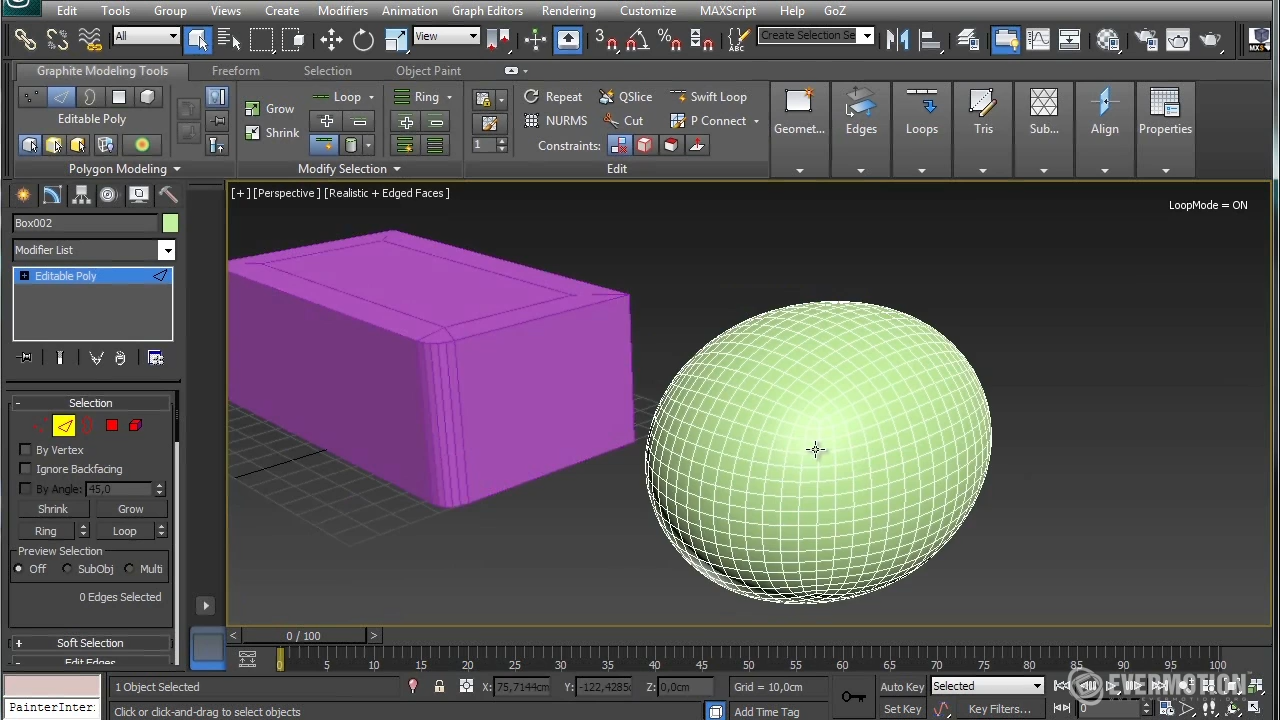 Edit Tools Group Views Create Modifiers Animation Graph Editors Rendering Customize MAXScript Help GoZ
All View 3 Create Selection Se
Graphite Modeling Tools Freeform Selection Object Paint
Editable Poly
Polygon Modeling
Grow Loop Ring
Shrink
Modify Selection
Repeat QSlice Swift Loop
NURMS Cut P Connect
1 Constraints:
Edit
Geomet... Edges Loops Tris Sub... Align Properties
[+] [Perspective] [Realistic + Edged Faces]
LoopMode = ON
Box002
Modifier List
Editable Poly
- Selection
By Vertex
Ignore Backfacing
By Angle: 45,0
Shrink Grow
Ring Loop
Preview Selection
Off SubObj Multi
0 Edges Selected
+ Soft Selection
- Edit Edges
< 0 / 100 >
0 5 10 15 20 25 30 35 40 45 50 55 60 65 70 75 80 85 90 95 100
1 Object Selected X: 75,7144cm Y: -122,4285 Z: 0,0cm Grid = 10,0cm Auto Key Selected
EVERMOTION
PainterInter Click or click-and-drag to select objects Add Time Tag Set Key Key Filters... 0